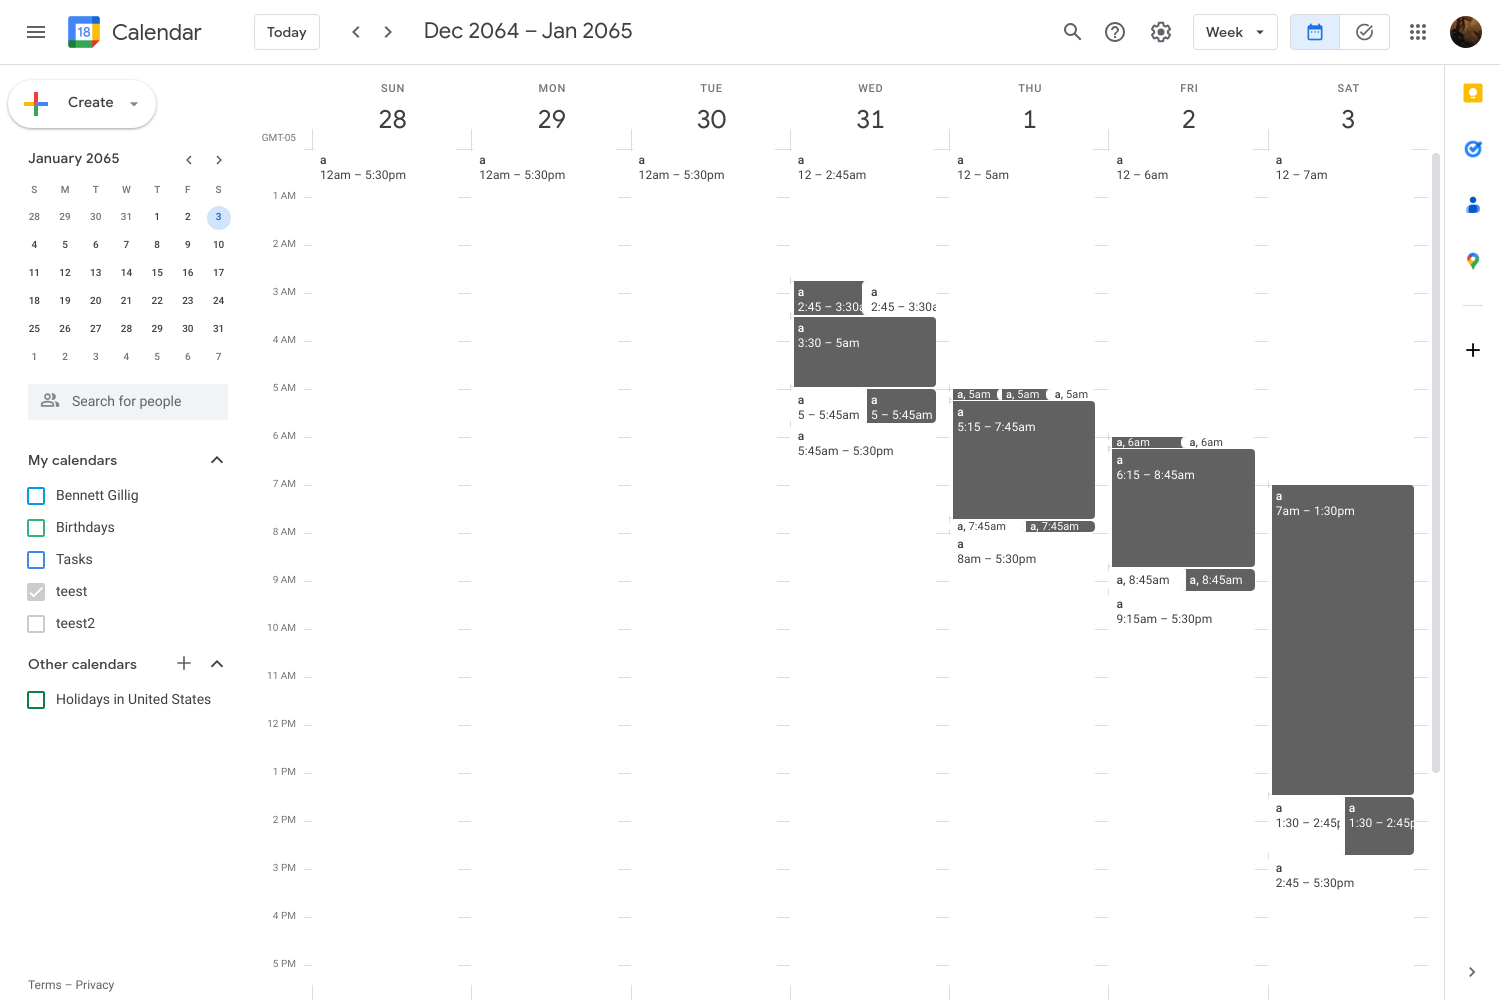 18 Calendar
Today
Dec 2064 – Jan 2065
Week
Create
January 2065
S M T W T F S
28 29 30 31 1 2 3
4 5 6 7 8 9 10
11 12 13 14 15 16 17
18 19 20 21 22 23 24
25 26 27 28 29 30 31
1 2 3 4 5 6 7
Search for people
My calendars
Bennett Gillig
Birthdays
Tasks
teest
teest2
Other calendars
Holidays in United States
Terms – Privacy
GMT-05
SUN
28
MON
29
TUE
30
WED
31
THU
1
FRI
2
SAT
3
1 AM
2 AM
3 AM
4 AM
5 AM
6 AM
7 AM
8 AM
9 AM
10 AM
11 AM
12 PM
1 PM
2 PM
3 PM
4 PM
5 PM
a
12am – 5:30pm
a
12am – 5:30pm
a
12am – 5:30pm
a
12 – 2:45am
a
2:45 – 3:30a
a
2:45 – 3:30a
a
3:30 – 5am
a
5 – 5:45am
a
5 – 5:45am
a
5:45am – 5:30pm
a
12 – 5am
a, 5am
a, 5am
a, 5am
a
5:15 – 7:45am
a, 7:45am
a, 7:45am
a
8am – 5:30pm
a
12 – 6am
a, 6am
a, 6am
a
6:15 – 8:45am
a, 8:45am
a, 8:45am
a
9:15am – 5:30pm
a
12 – 7am
a
7am – 1:30pm
a
1:30 – 2:45p
a
1:30 – 2:45p
a
2:45 – 5:30pm